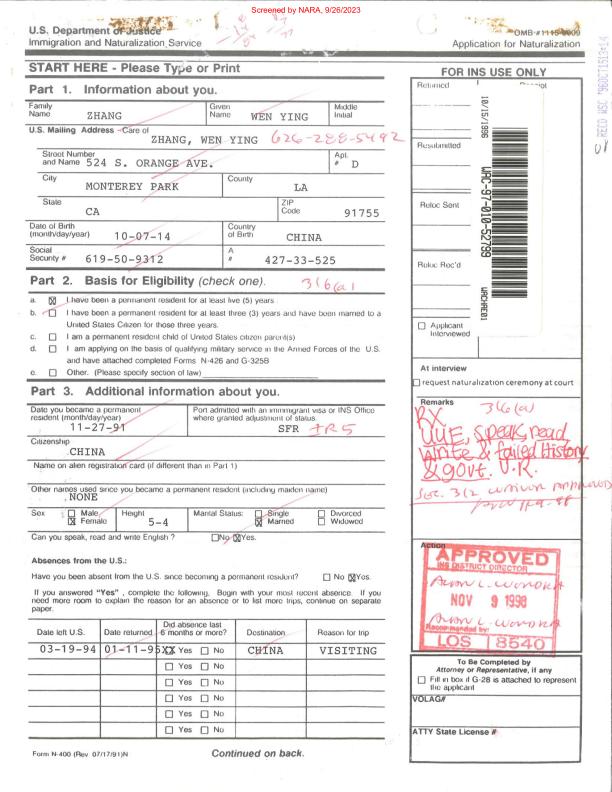 Screened by NARA, 9/26/2023
U.S. Department of Justice
Immigration and Naturalization Service
OMB #1115-0009
Application for Naturalization
START HERE - Please Type or Print
Part 1. Information about you.
Family Name ZHANG
Given Name WEN YING
Middle Initial
U.S. Mailing Address - Care of
ZHANG, WEN YING 626-288-5492
Street Number and Name 524 S. ORANGE AVE.
Apt. # D
City MONTEREY PARK
County LA
State CA
ZIP Code 91755
Date of Birth (month/day/year) 10-07-14
Country of Birth CHINA
Social Security # 619-50-9312
A # 427-33-525
Part 2. Basis for Eligibility (check one). 316(a)
a. I have been a permanent resident for at least five (5) years
b. I have been a permanent resident for at least three (3) years and have been married to a
United States Citizen for those three years.
c. I am a permanent resident child of United States citizen parent(s)
d. I am applying on the basis of qualifying military service in the Armed Forces of the U.S.
and have attached completed Forms N-426 and G-325B
e. Other. (Please specify section of law)
Part 3. Additional information about you.
Date you became a permanent resident (month/day/year)
11-27-91
Port admitted with an immigrant visa or INS Office
where granted adjustment of status.
SFR IR5
Citizenship
CHINA
Name on alien registration card (if different than in Part 1)
Other names used since you became a permanent resident (including maiden name)
NONE
Sex Male Female
Height 5-4
Marital Status: Single Married Divorced Widowed
Can you speak, read and write English ? No Yes.
Absences from the U.S.:
Have you been absent from the U.S. since becoming a permanent resident? No Yes.
If you answered "Yes" , complete the following, Begin with your most recent absence. If you
need more room to explain the reason for an absence or to list more trips, continue on separate
paper.
Date left U.S. Date returned Did absence last 6 months or more? Destination Reason for trip
03-19-94 01-11-95 XX Yes No CHINA VISITING
Yes No
Yes No
Yes No
Yes No
Yes No
Form N-400 (Rev. 07/17/91)N
Continued on back.
FOR INS USE ONLY
Returned Receipt
Resubmitted
Reloc Sent
Reloc Rec'd
10/15/1996
WAC-97-010-52799
Applicant Interviewed
At interview
request naturalization ceremony at court
Remarks
316(a)
speak, read
write & failed History
& govt.
Action
APPROVED
INS DISTRICT DIRECTOR
NOV 9 1998
Recommended by:
LOS 8540
To Be Completed by
Attorney or Representative, if any
Fill in box if G-28 is attached to represent
the applicant
VOLAG#
ATTY State License #